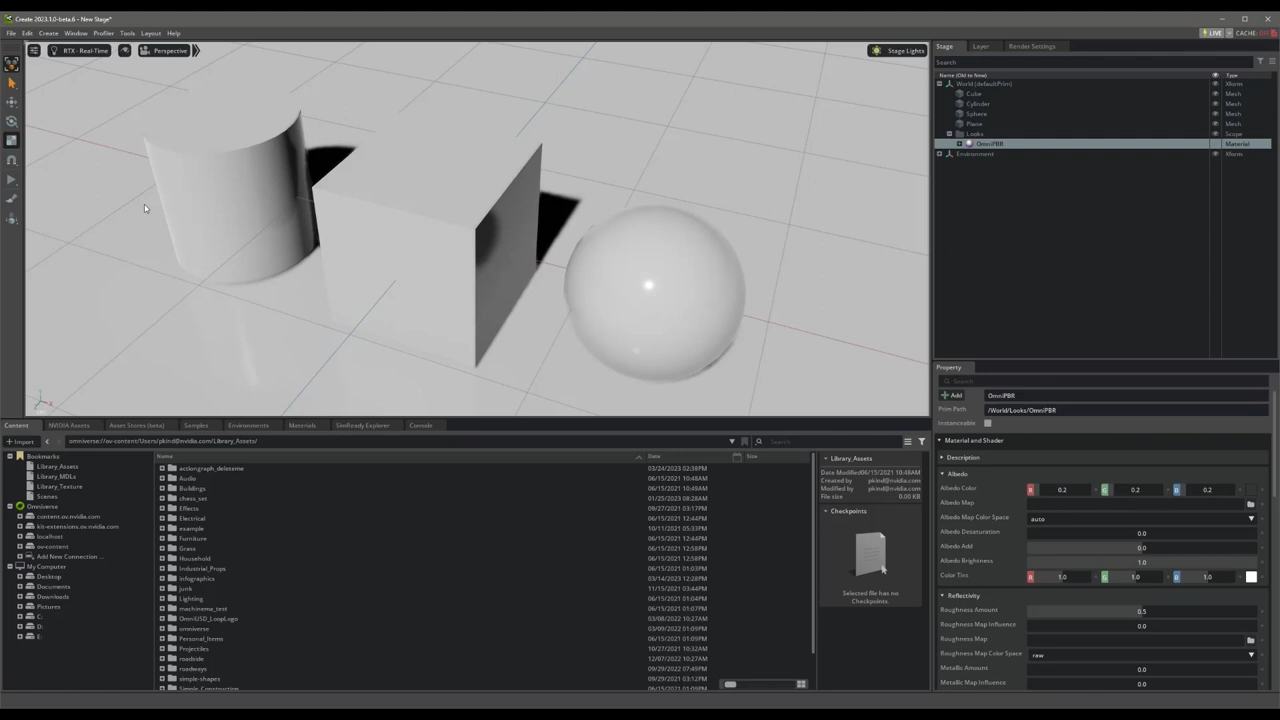 Create 2023.1.0-beta.6 - New Stage*
File Edit Create Window Profiler Tools Layout Help
LIVE CACHE:
RTX - Real-Time Perspective Stage Lights
Stage Layer Render Settings
Search
Name (Old to New) Type
World (defaultPrim) Xform
Cube Mesh
Cylinder Mesh
Sphere Mesh
Plane Mesh
Looks Scope
OmniPBR Material
Environment Xform
Property
Search
Add OmniPBR
Prim Path /World/Looks/OmniPBR
Instanceable
Material and Shader
Description
Albedo
Albedo Color R 0.2 G 0.2 B 0.2
Albedo Map
Albedo Map Color Space auto
Albedo Desaturation 0.0
Albedo Add 0.0
Albedo Brightness 1.0
Color Tint R 1.0 G 1.0 B 1.0
Reflectivity
Roughness Amount 0.5
Roughness Map Influence 0.0
Roughness Map
Roughness Map Color Space raw
Metallic Amount 0.0
Metallic Map Influence 0.0
Content NVIDIA Assets Asset Stores (beta) Samples Environments Materials SimReady Explorer Console
Import omniverse://ov-content/Users/pkind@nvidia.com/Library_Assets/ Search
Bookmarks
Library_Assets
Library_MDLs
Library_Texture
Scenes
Omniverse
content.ov.nvidia.com
kit-extensions.ov.nvidia.com
localhost
ov-content
Add New Connection ...
My Computer
Desktop
Documents
Downloads
Pictures
C:
D:
E:
Name Date Size
actiongraph_deleteme 03/24/2023 02:38PM
Audio 06/15/2021 10:48AM
Buildings 06/15/2021 10:49AM
chess_set 01/25/2023 08:28AM
Effects 09/27/2021 03:17PM
Electrical 06/15/2021 12:44PM
example 10/11/2021 05:33PM
Furniture 06/15/2021 12:54PM
Grass 06/15/2021 12:58PM
Household 06/15/2021 12:58PM
Industrial_Props 06/15/2021 12:58PM
infographics 03/14/2023 12:28PM
junk 11/15/2021 03:44PM
Lighting 06/15/2021 01:04PM
machinema_test 06/15/2021 01:07PM
OmniUSD_LoopLogo 03/08/2022 10:27AM
omniverse 03/09/2022 01:09PM
Personal_Items 06/15/2021 01:09PM
Projectiles 10/27/2021 10:32AM
roadside 12/07/2022 10:27AM
roadways 09/29/2022 07:49PM
simple-shapes 09/29/2021 03:12PM
Simple_Construction 06/15/2021 01:09PM
Library_Assets
Date Modified 06/15/2021 10:48AM
Created by pkind@nvidia.com
Modified by pkind@nvidia.com
File size 0.00 KB
Checkpoints
Selected file has no
Checkpoints.